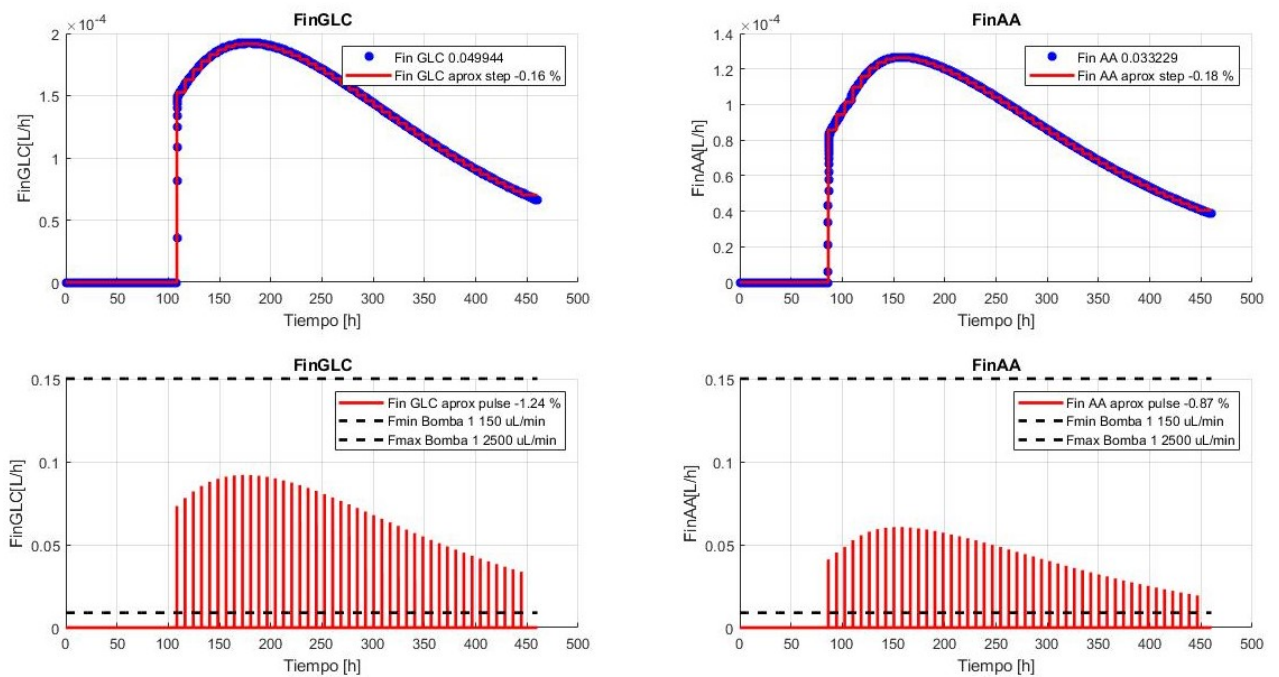 FinGLC
×10⁻⁴
2
1.5
1
0.5
0
FinGLC[L/h]
Fin GLC 0.049944
Fin GLC aprox step -0.16 %
0 50 100 150 200 250 300 350 400 450 500
Tiempo [h]
FinAA
×10⁻⁴
1.4
1.2
1
0.8
0.6
0.4
0.2
0
FinAA[L/h]
Fin AA 0.033229
Fin AA aprox step -0.18 %
0 50 100 150 200 250 300 350 400 450 500
Tiempo [h]
FinGLC
0.15
0.1
0.05
0
FinGLC[L/h]
Fin GLC aprox pulse -1.24 %
Fmin Bomba 1 150 uL/min
Fmax Bomba 1 2500 uL/min
0 50 100 150 200 250 300 350 400 450 500
Tiempo [h]
FinAA
0.15
0.1
0.05
0
FinAA[L/h]
Fin AA aprox pulse -0.87 %
Fmin Bomba 1 150 uL/min
Fmax Bomba 1 2500 uL/min
0 50 100 150 200 250 300 350 400 450 500
Tiempo [h]